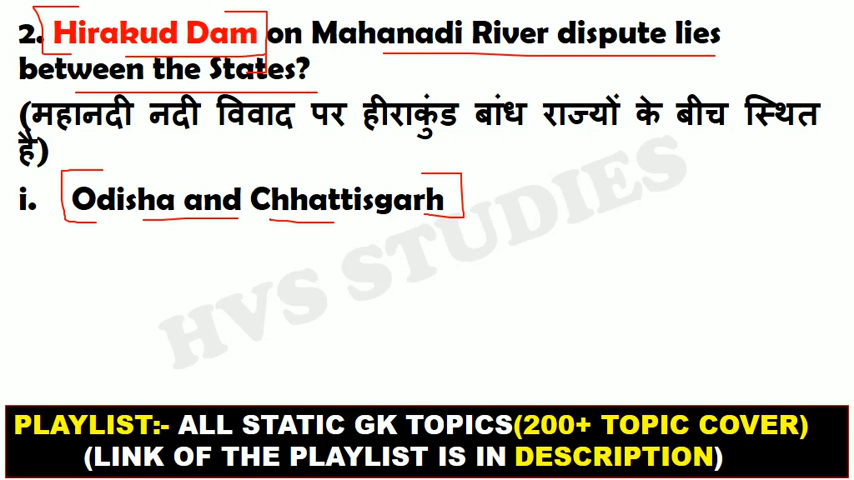 2. Hirakud Dam on Mahanadi River dispute lies
between the States?
(महानदी नदी विवाद पर हीराकुंड बांध राज्यों के बीच स्थित
है)
i. Odisha and Chhattisgarh
HVS STUDIES
PLAYLIST:- ALL STATIC GK TOPICS(200+ TOPIC COVER)
(LINK OF THE PLAYLIST IS IN DESCRIPTION)